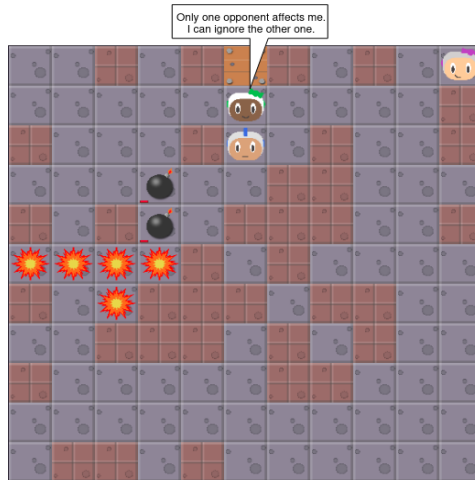 Only one opponent affects me.
I can ignore the other one.